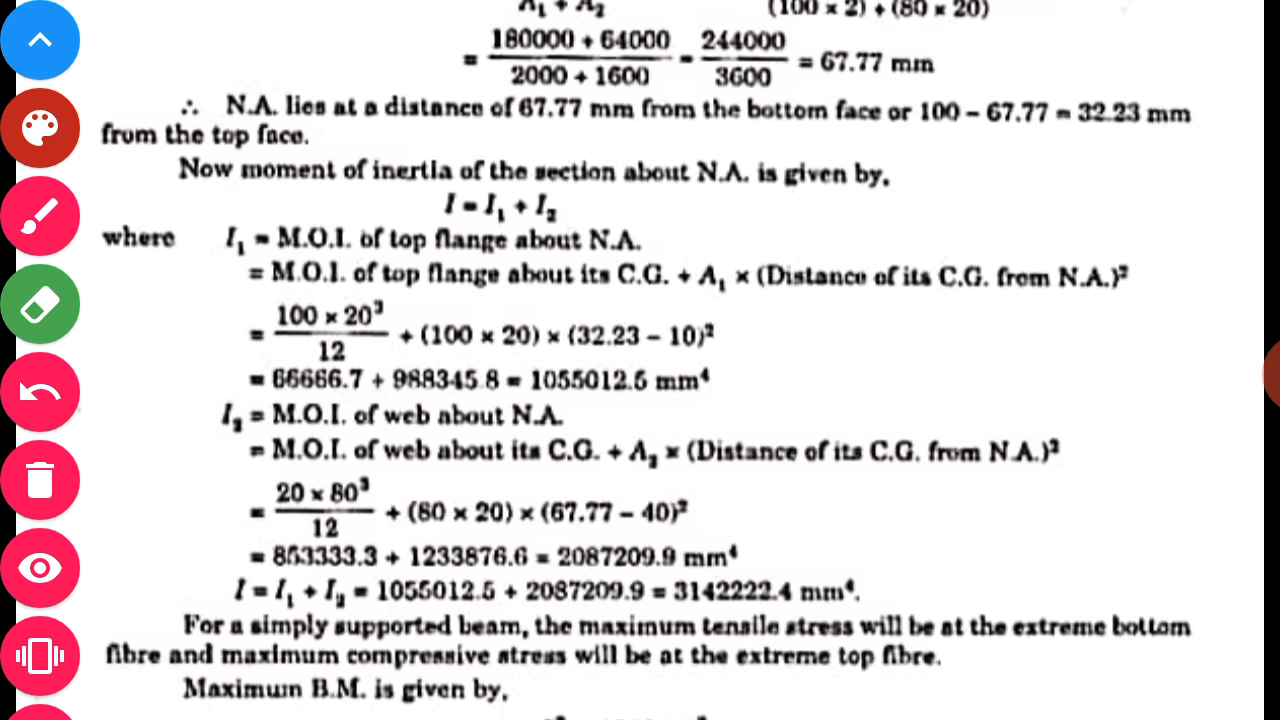 A₁ + A₂ (100 × 2) + (80 × 20)
= 180000 + 64000 / 2000 + 1600 = 244000 / 3600 = 67.77 mm
∴ N.A. lies at a distance of 67.77 mm from the bottom face or 100 – 67.77 = 32.23 mm
from the top face.
Now moment of inertia of the section about N.A. is given by,
I = I₁ + I₂
where I₁ = M.O.I. of top flange about N.A.
= M.O.I. of top flange about its C.G. + A₁ × (Distance of its C.G. from N.A.)²
= 100 × 20³ / 12 + (100 × 20) × (32.23 – 10)²
= 66666.7 + 988345.8 = 1055012.5 mm⁴
I₂ = M.O.I. of web about N.A.
= M.O.I. of web about its C.G. + A₂ × (Distance of its C.G. from N.A.)²
= 20 × 80³ / 12 + (80 × 20) × (67.77 – 40)²
= 853333.3 + 1233876.6 = 2087209.9 mm⁴
I = I₁ + I₂ = 1055012.5 + 2087209.9 = 3142222.4 mm⁴.
For a simply supported beam, the maximum tensile stress will be at the extreme bottom
fibre and maximum compressive stress will be at the extreme top fibre.
Maximum B.M. is given by,